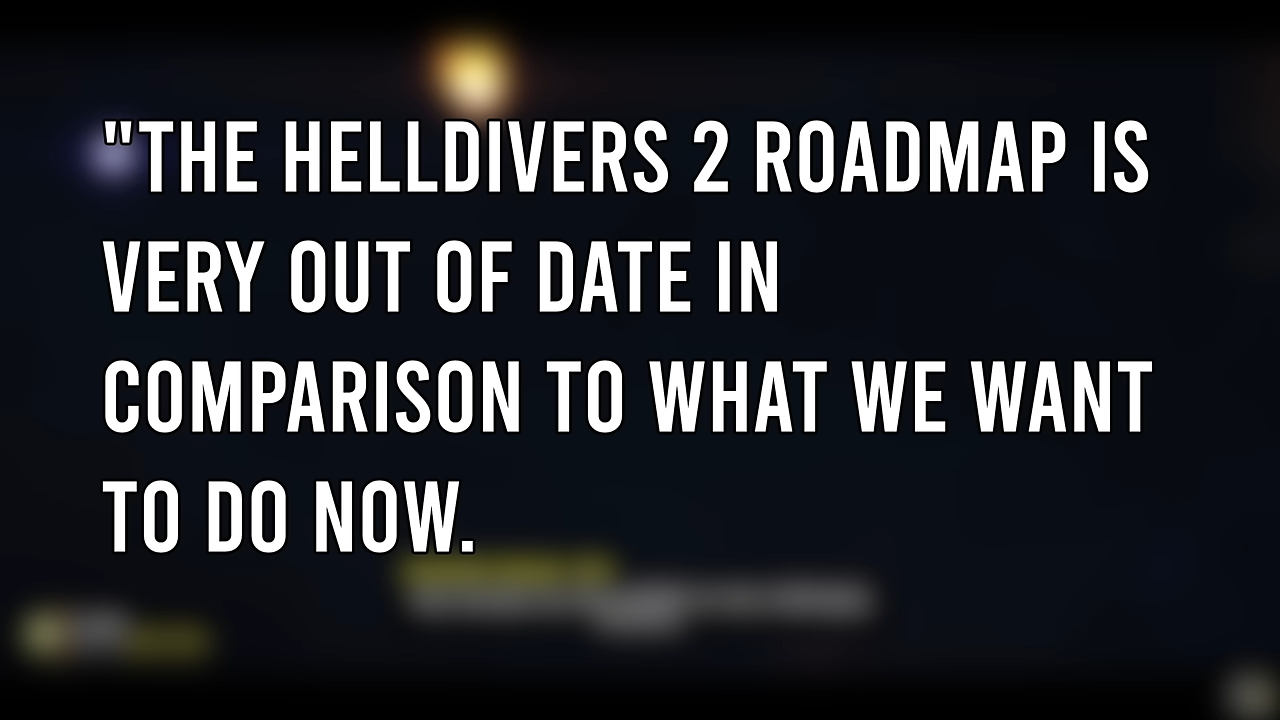 "THE HELLDIVERS 2 ROADMAP IS
VERY OUT OF DATE IN
COMPARISON TO WHAT WE WANT
TO DO NOW.